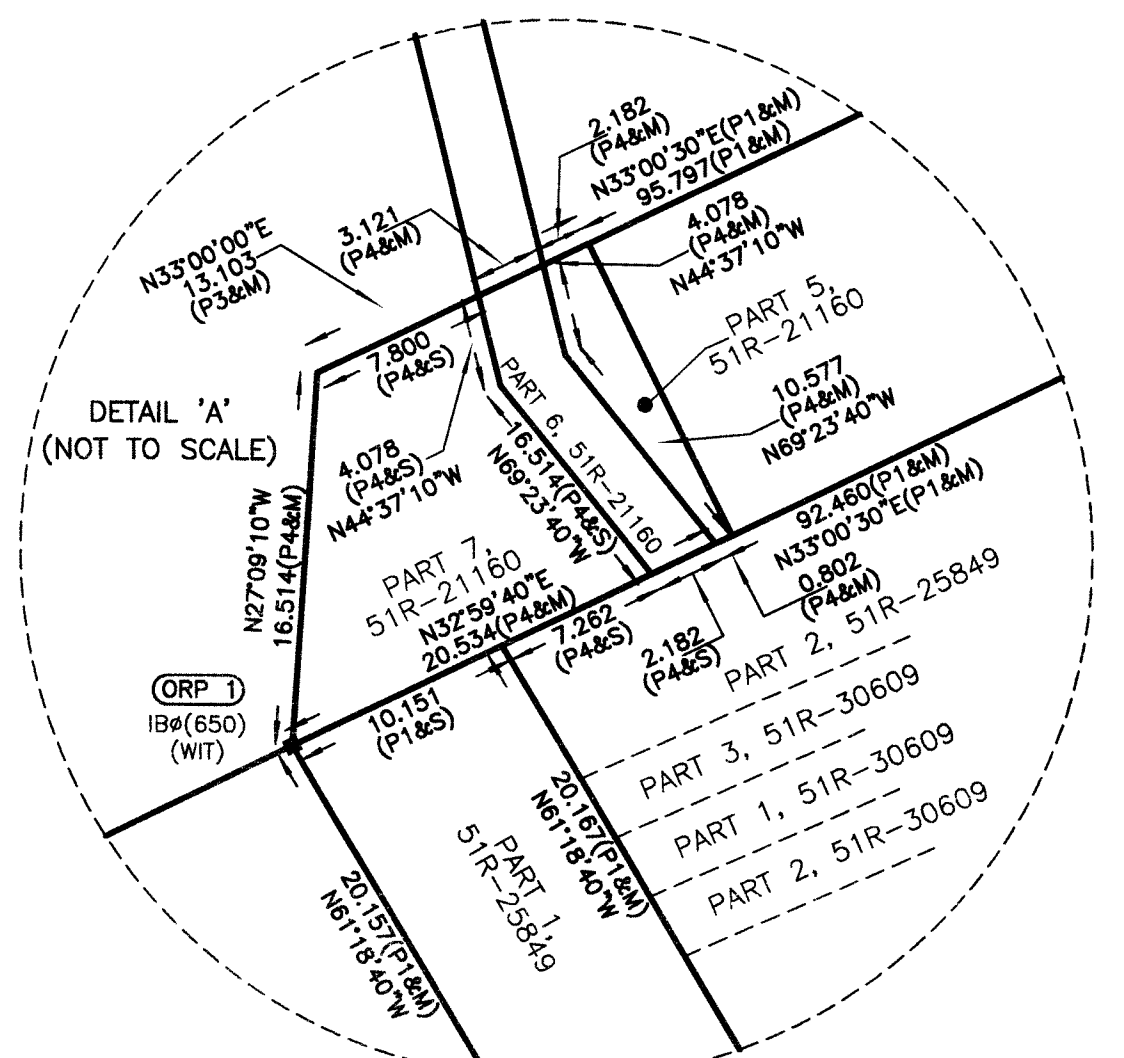 2.182
(P4&M)
N33°00'30"E(P1&M)
95.797(P1&M)
4.078
(P4&M)
N44°37'10"W
3.121
(P4&M)
N33°00'00"E
13.103
(P3&M)
PART 5,
51R-21160
7.800
(P4&S)
DETAIL 'A'
(NOT TO SCALE)
PART 6, 51R-21160
10.577
(P4&M)
N69°23'40"W
4.078
(P4&S)
N44°37'10"W
16.514(P4&S)
N69°23'40"W
92.460(P1&M)
N33°00'30"E(P1&M)
0.802
(P4&M)
N27°09'10"W
16.514(P4&M)
PART 7,
51R-21160
N32°59'40"E
20.534(P4&M)
7.262
(P4&S)
2.182
(P4&S)
PART 2, 51R-25849
PART 3, 51R-30609
PART 1, 51R-30609
PART 2, 51R-30609
ORP 1
IBø(650)
(WIT)
10.151
(P1&S)
20.167(P1&M)
N61°18'40"W
PART 1,
51R-25849
20.157(P1&M)
N61°18'40"W